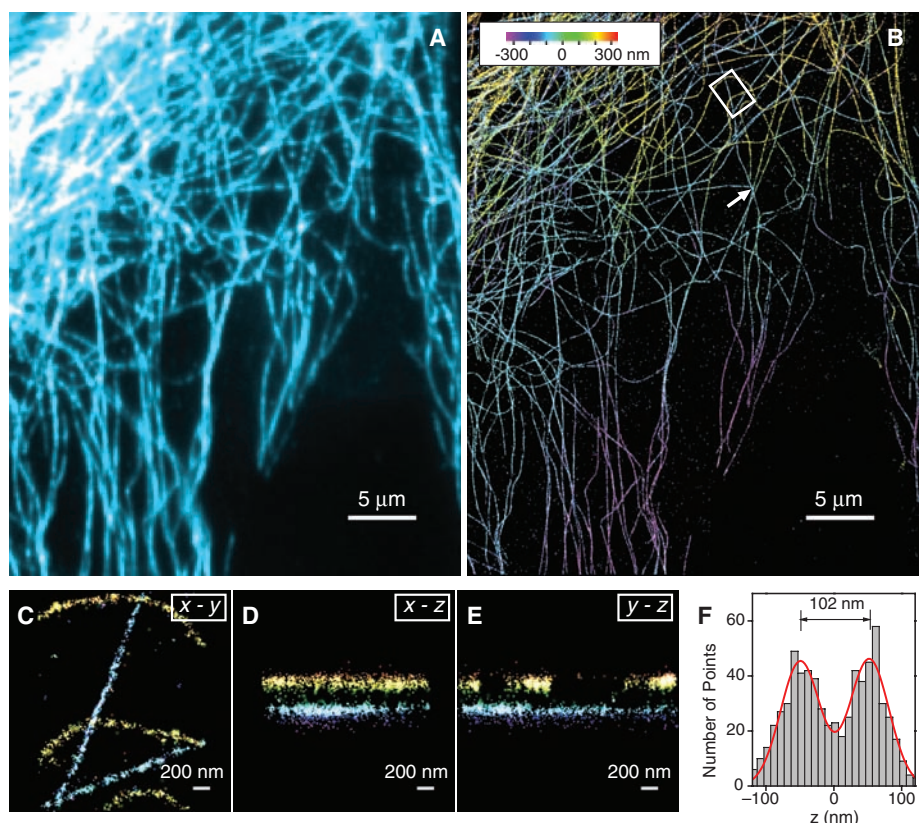 A
B
-300 0 300 nm
5 μm
5 μm
C
x - y
D
x - z
E
y - z
F
200 nm
200 nm
200 nm
102 nm
Number of Points
60
40
20
0
–100 0 100
z (nm)